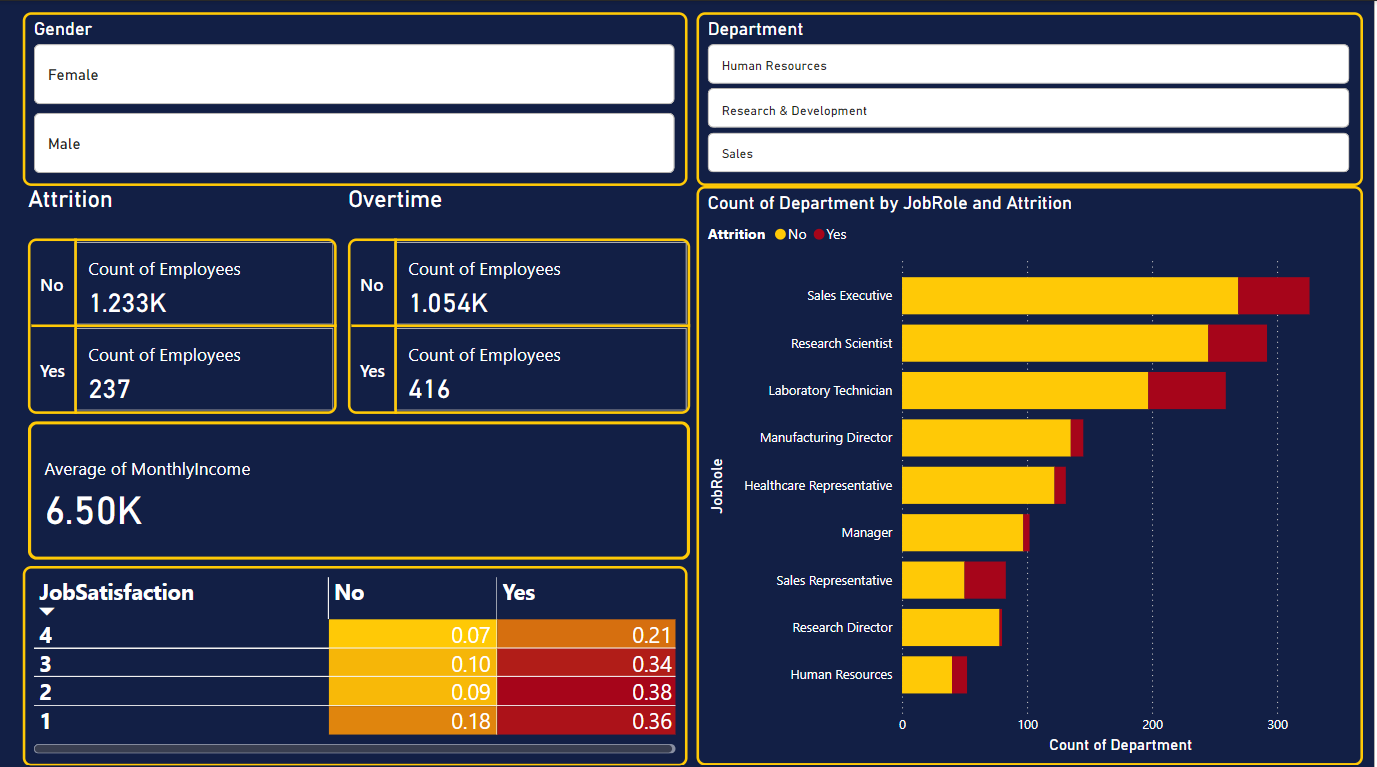 Gender
Female
Male
Department
Human Resources
Research & Development
Sales
Attrition
No
Count of Employees
1.233K
Yes
Count of Employees
237
Overtime
No
Count of Employees
1.054K
Yes
Count of Employees
416
Average of MonthlyIncome
6.50K
JobSatisfaction No Yes
4 0.07 0.21
3 0.10 0.34
2 0.09 0.38
1 0.18 0.36
Count of Department by JobRole and Attrition
Attrition No Yes
JobRole
Sales Executive
Research Scientist
Laboratory Technician
Manufacturing Director
Healthcare Representative
Manager
Sales Representative
Research Director
Human Resources
0 100 200 300
Count of Department